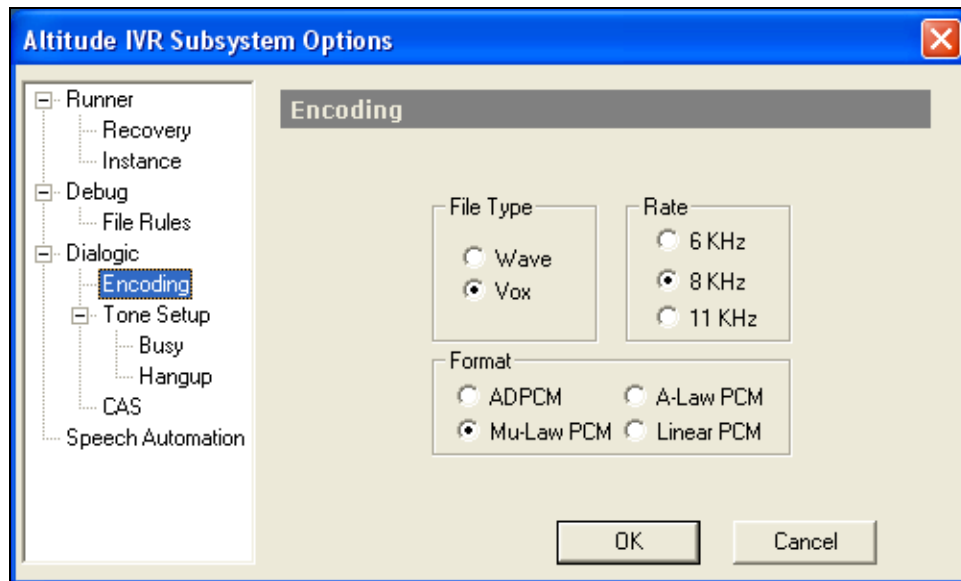 Altitude IVR Subsystem Options
Runner
Recovery
Instance
Debug
File Rules
Dialogic
Encoding
Tone Setup
Busy
Hangup
CAS
Speech Automation
Encoding
File Type
Wave
Vox
Rate
6 KHz
8 KHz
11 KHz
Format
ADPCM
A-Law PCM
Mu-Law PCM
Linear PCM
OK
Cancel